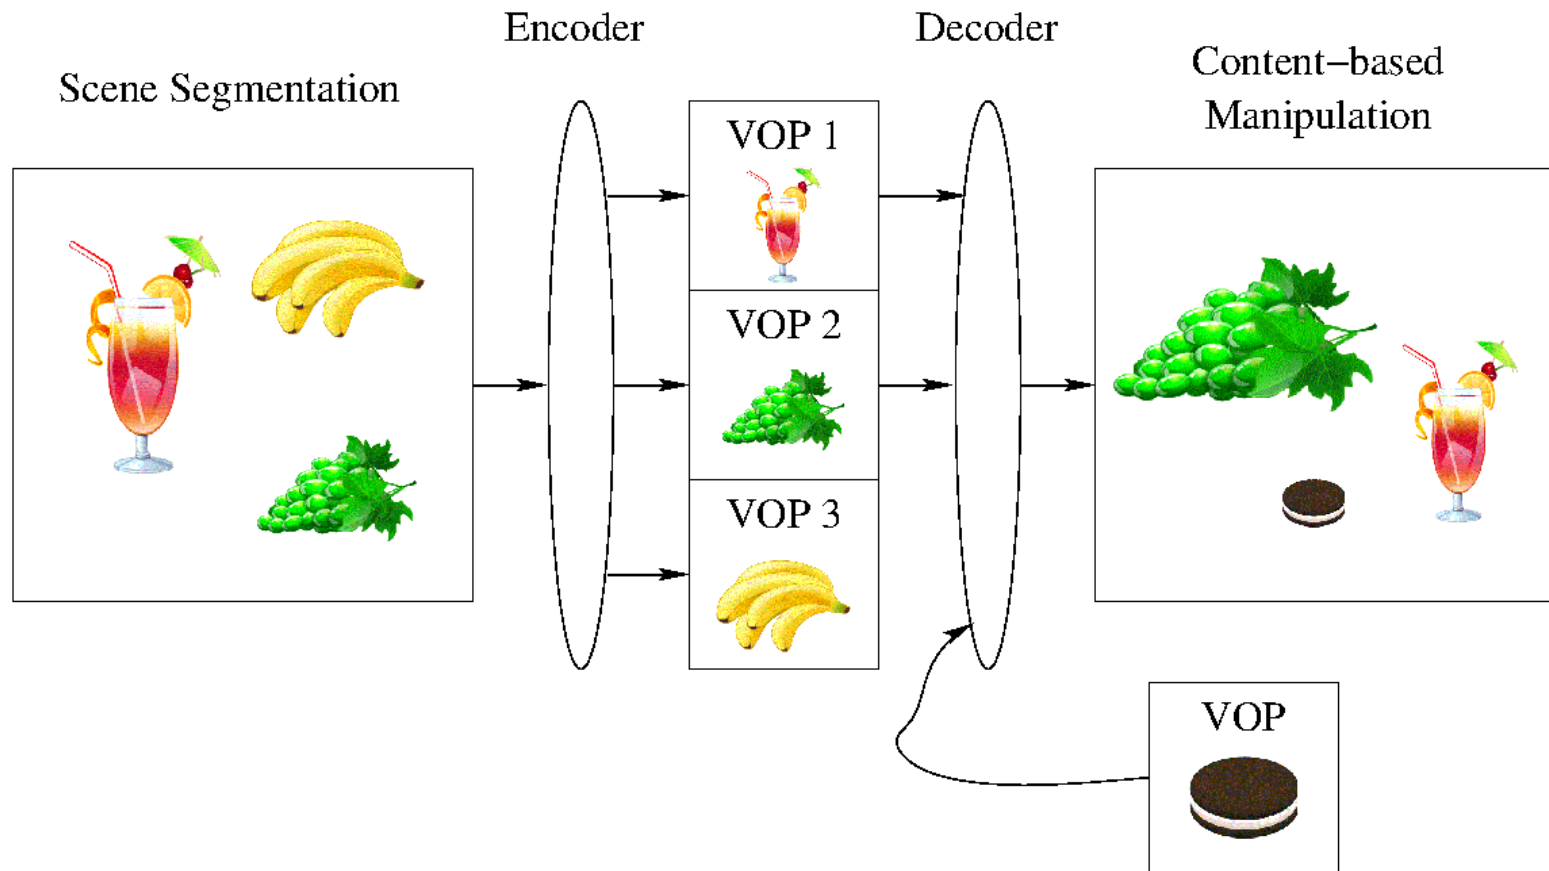 Encoder
Decoder
Scene Segmentation
Content−based
Manipulation
VOP 1
VOP 2
VOP 3
VOP